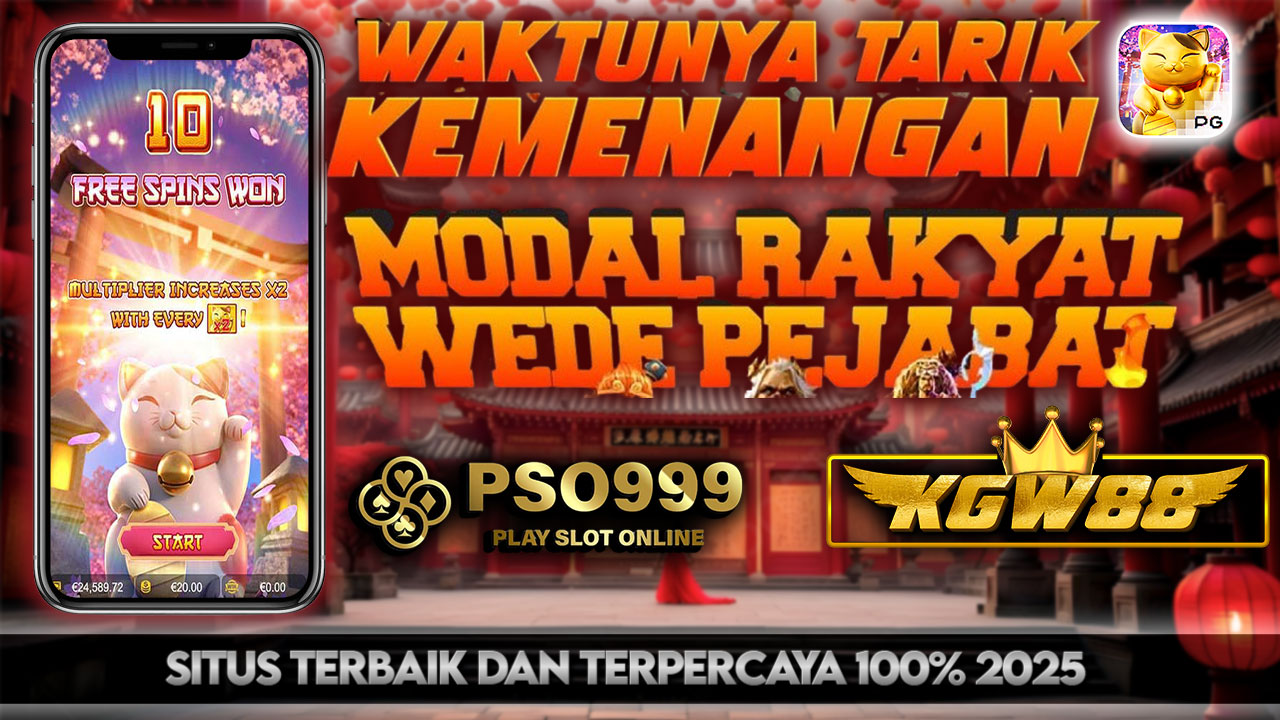 10
FREE SPINS WON
MULTIPLIER INCREASES X2
WITH EVERY X2 !
START
€24,589.72 €20.00 €0.00
WAKTUNYA TARIK
KEMENANGAN
PG
MODAL RAKYAT
WEDE PEJABAT
PSO999
PLAY SLOT ONLINE
KGW88
SITUS TERBAIK DAN TERPERCAYA 100% 2025